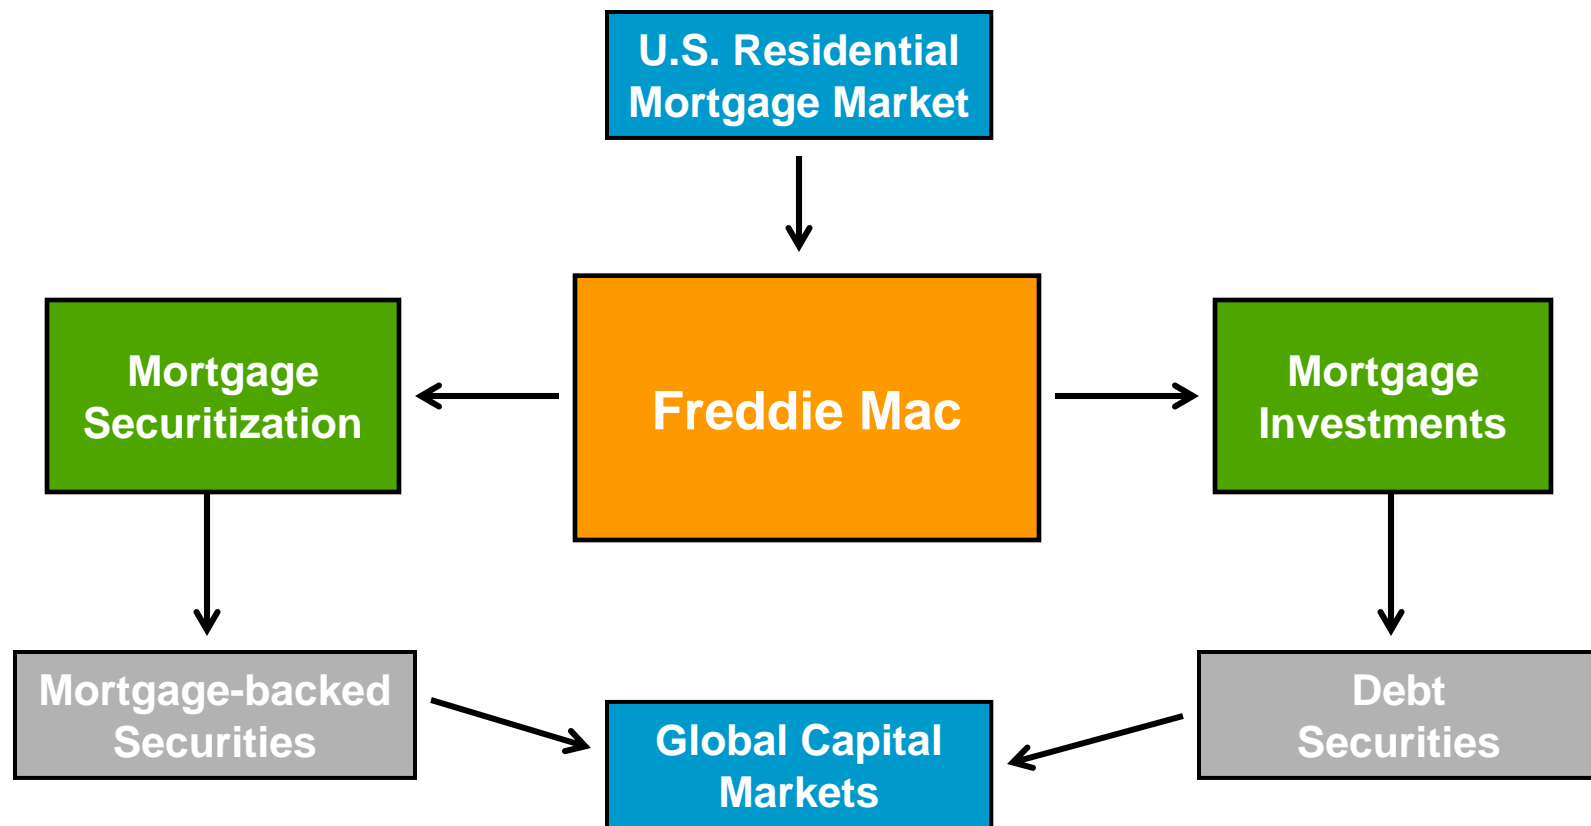 U.S. Residential
Mortgage Market
Mortgage
Securitization
Freddie Mac
Mortgage
Investments
Mortgage-backed
Securities
Global Capital
Markets
Debt
Securities